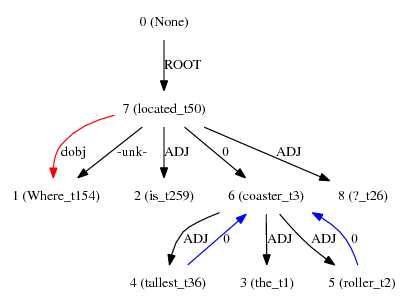 0 (None)
ROOT
7 (located_t50)
dobj -unk- ADJ 0 ADJ
1 (Where_t154) 2 (is_t259) 6 (coaster_t3) 8 (?_t26)
ADJ 0 ADJ ADJ 0
4 (tallest_t36) 3 (the_t1) 5 (roller_t2)